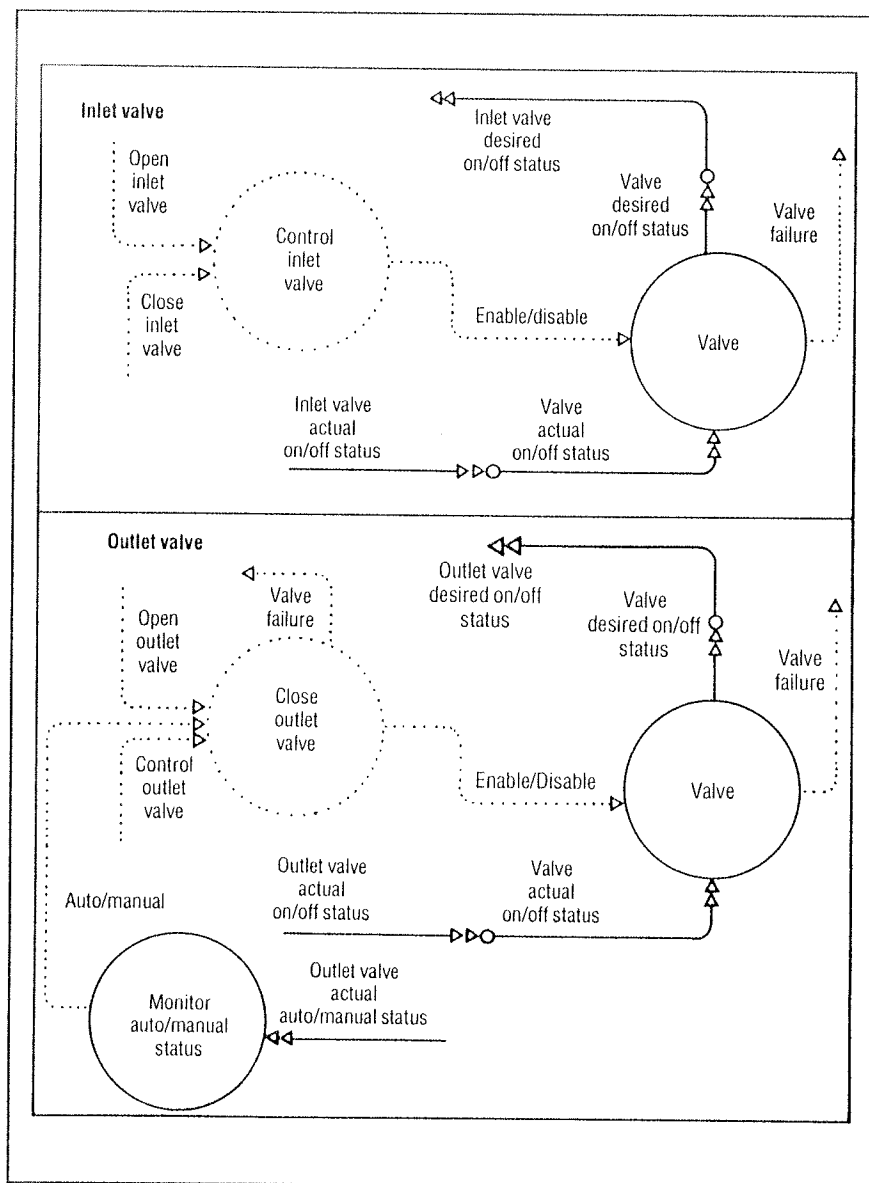 Inlet valve
Open
inlet
valve
Control
inlet
valve
Close
inlet
valve
Inlet valve
desired
on/off status
Valve
desired
on/off status
Valve
failure
Enable/disable
Valve
Inlet valve
actual
on/off status
Valve
actual
on/off status
Outlet valve
Open
outlet
valve
Valve
failure
Close
outlet
valve
Control
outlet
valve
Outlet valve
desired on/off
status
Valve
desired on/off
status
Valve
failure
Enable/Disable
Valve
Auto/manual
Outlet valve
actual
on/off status
Valve
actual
on/off status
Monitor
auto/manual
status
Outlet valve
actual
auto/manual status